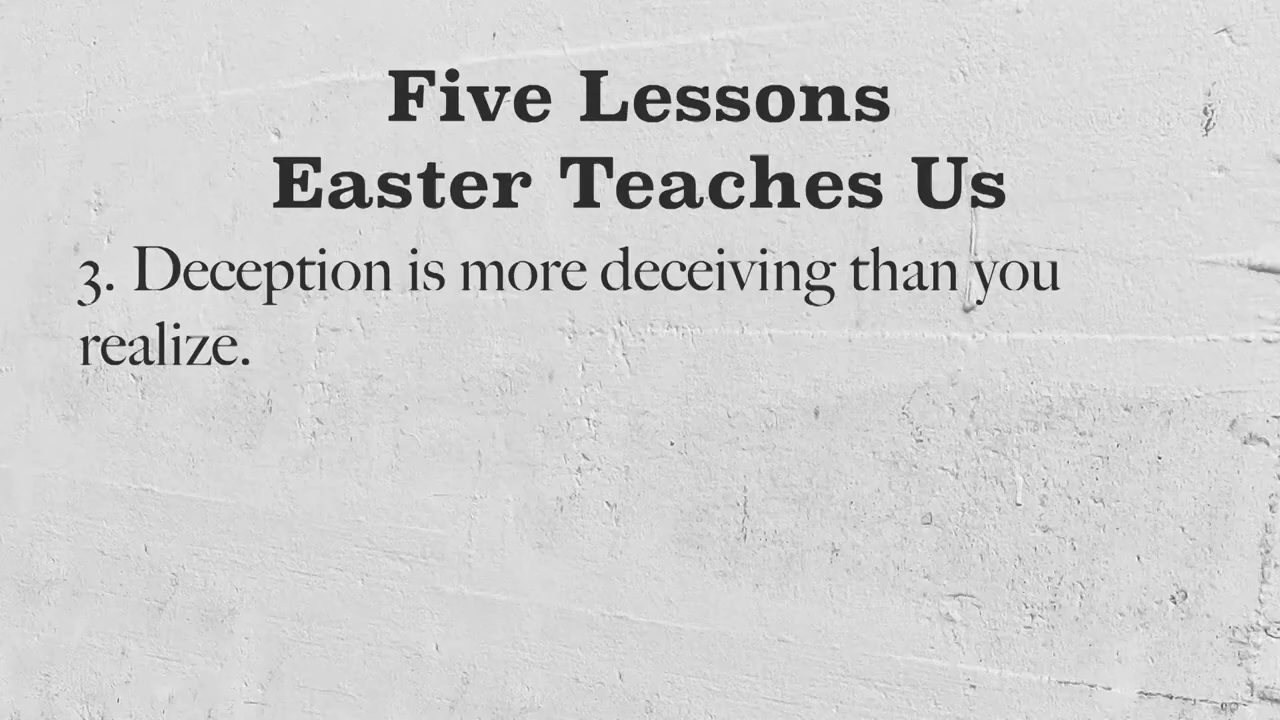 Five Lessons
Easter Teaches Us
3. Deception is more deceiving than you
realize.